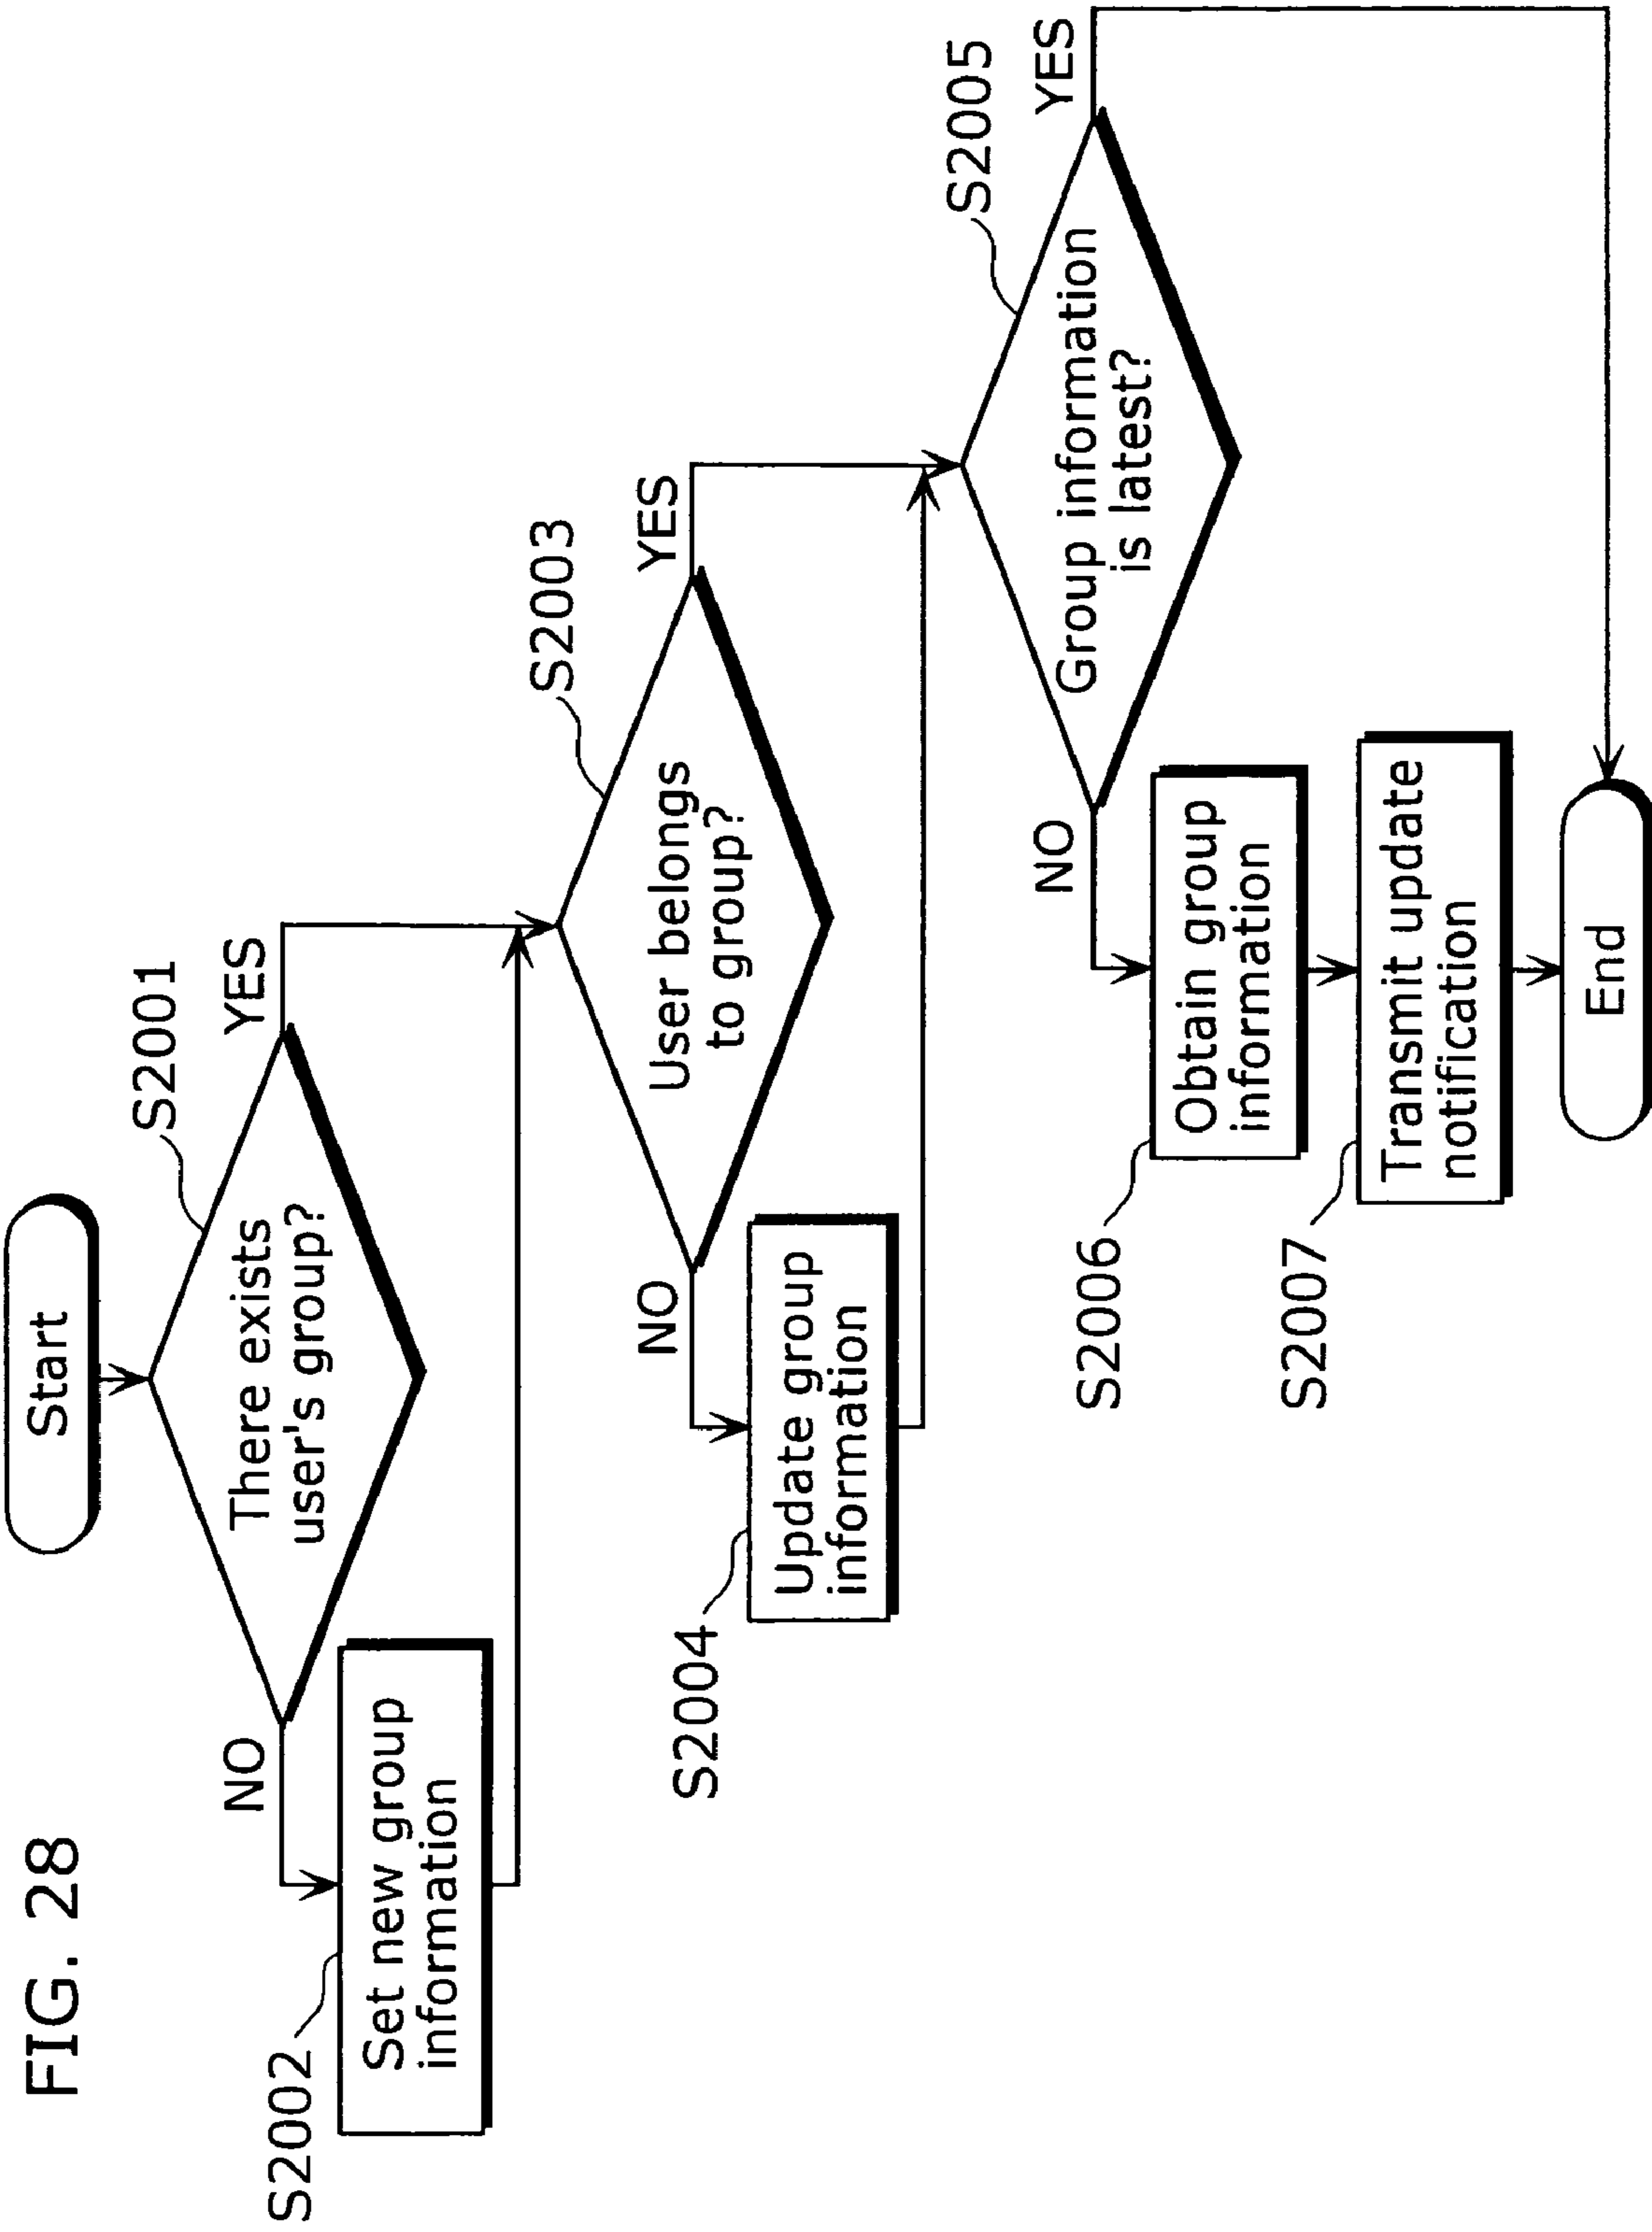 FIG. 28
Start
S2001
There exists
user's group?
NO
YES
S2002
Set new group
information
S2003
User belongs
to group?
NO
YES
S2004
Update group
information
S2005
Group information
is latest?
NO
YES
S2006
Obtain group
information
S2007
Transmit update
notification
End